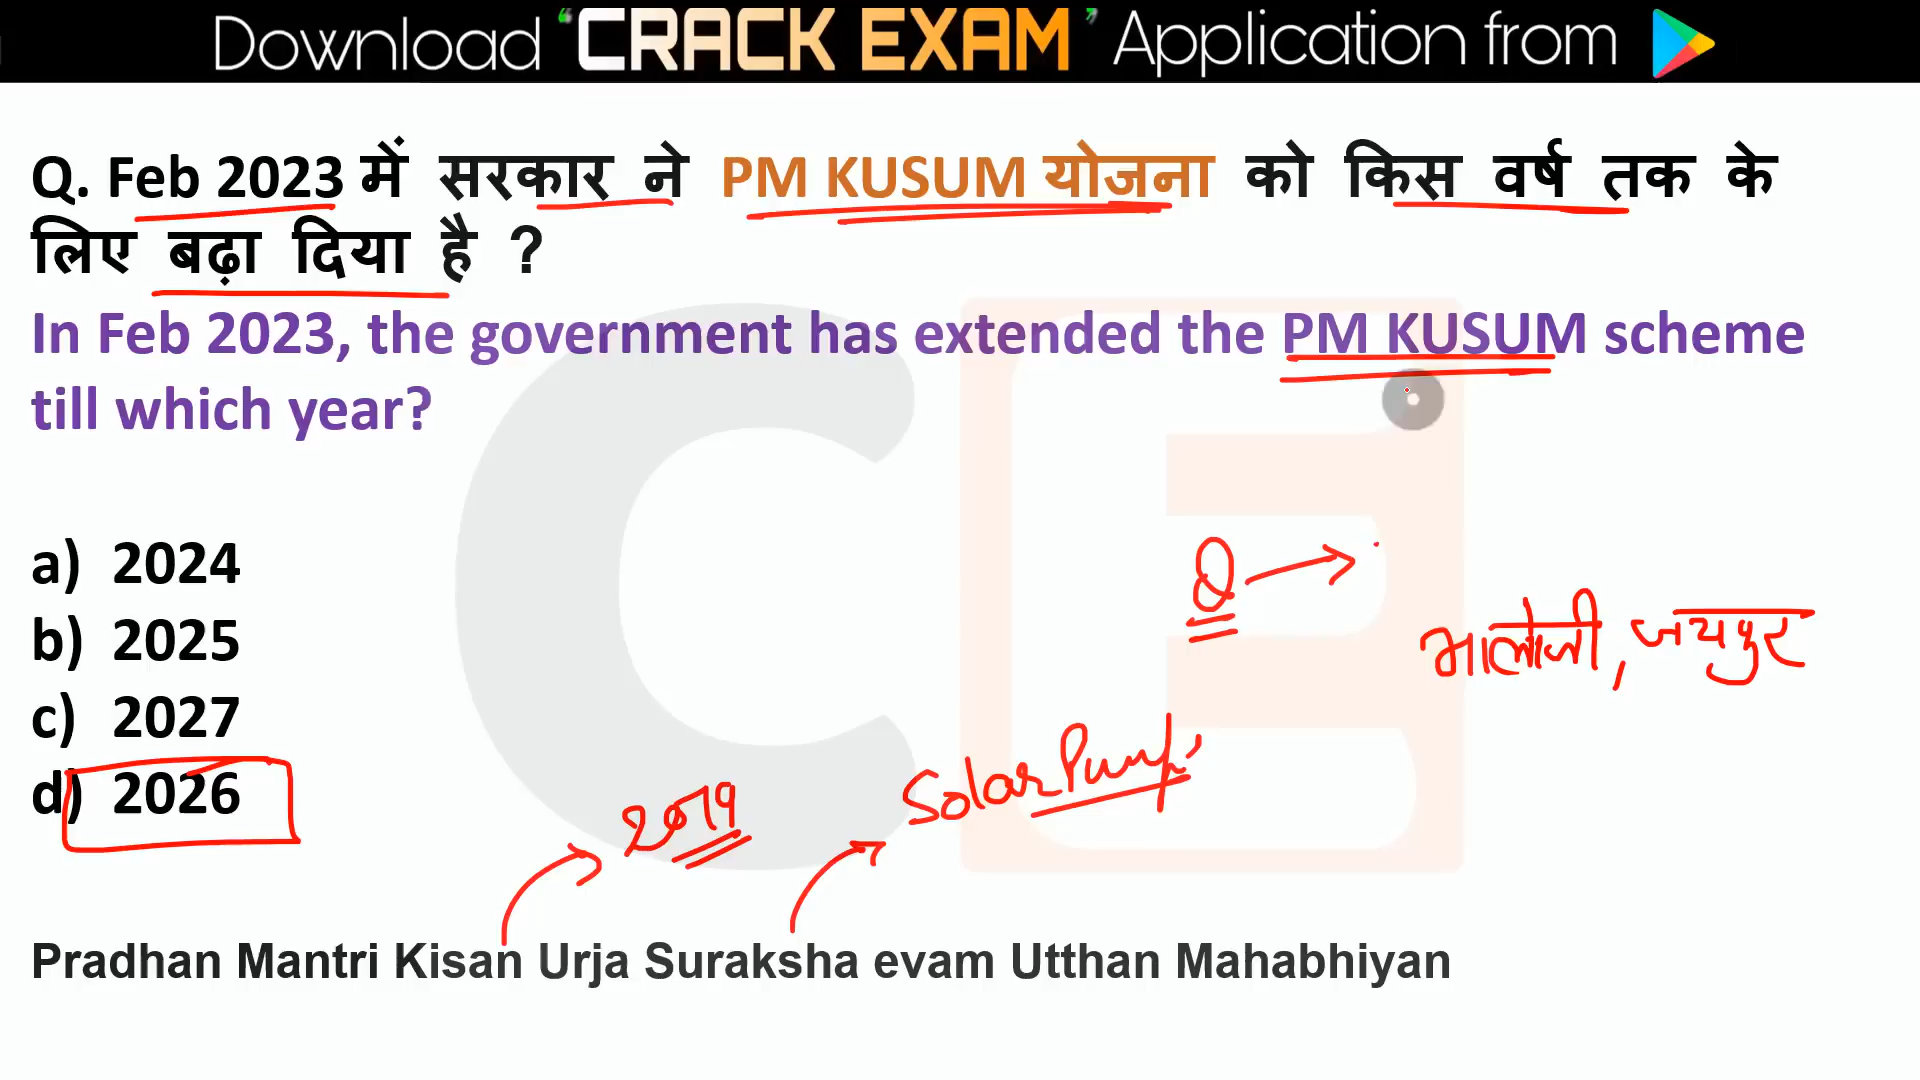 Download ‘CRACK EXAM’ Application from
Q. Feb 2023 में सरकार ने PM KUSUM योजना को किस वर्ष तक के
लिए बढ़ा दिया है ?
In Feb 2023, the government has extended the PM KUSUM scheme
till which year?
a) 2024
b) 2025
c) 2027
d) 2026
Q
जयपुर
Solar Pump
2019
Pradhan Mantri Kisan Urja Suraksha evam Utthan Mahabhiyan
CE